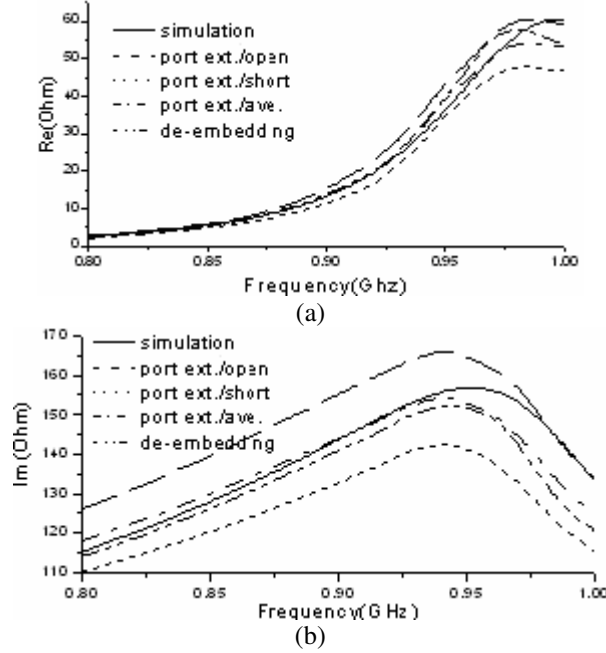 60
50
40
30
20
10
0
Re(Ohm)
simulation
port ext./open
port ext./short
port ext./ave.
de-embedding
0.80 0.85 0.90 0.95 1.00
Frequency(Ghz)
(a)
170
160
150
140
130
120
110
Im(Ohm)
simulation
port ext./open
port ext./short
port ext./ave.
de-embedding
0.80 0.85 0.90 0.95 1.00
Frequency(GHz)
(b)